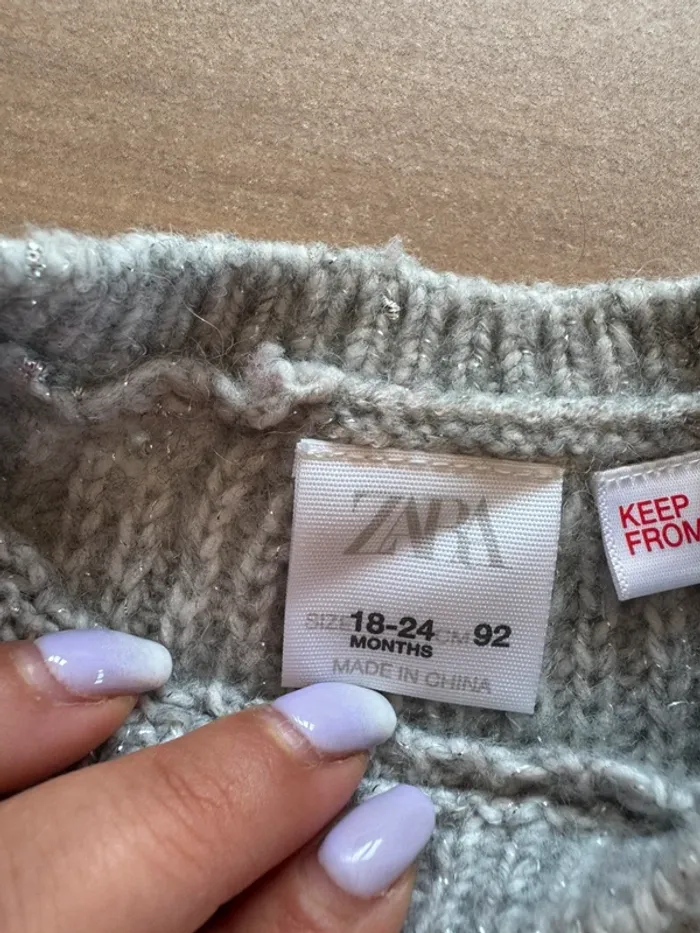 ZARA
SIZE 18-24 CM 92
MONTHS
MADE IN CHINA
KEEP
FROM